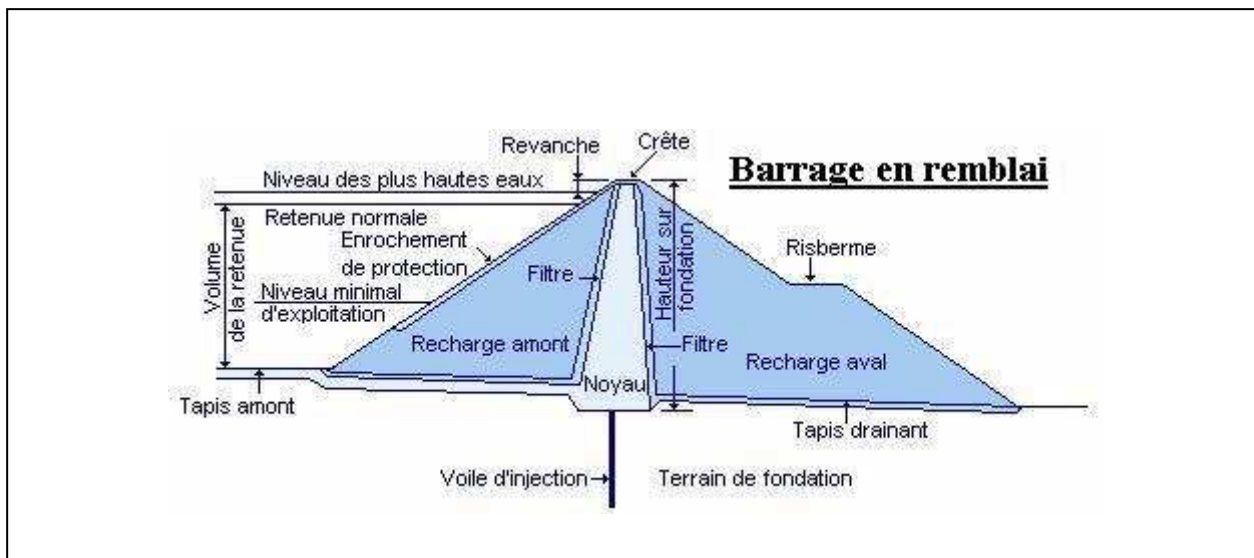 Revanche
Crête
Barrage en remblai
Niveau des plus hautes eaux
Retenue normale
Enrochement
de protection
Volume
de la retenue
Niveau minimal
d'exploitation
Filtre
Hauteur sur
fondation
Risberme
Recharge amont
Filtre
Recharge aval
Noyau
Tapis amont
Tapis drainant
Voile d'injection
Terrain de fondation